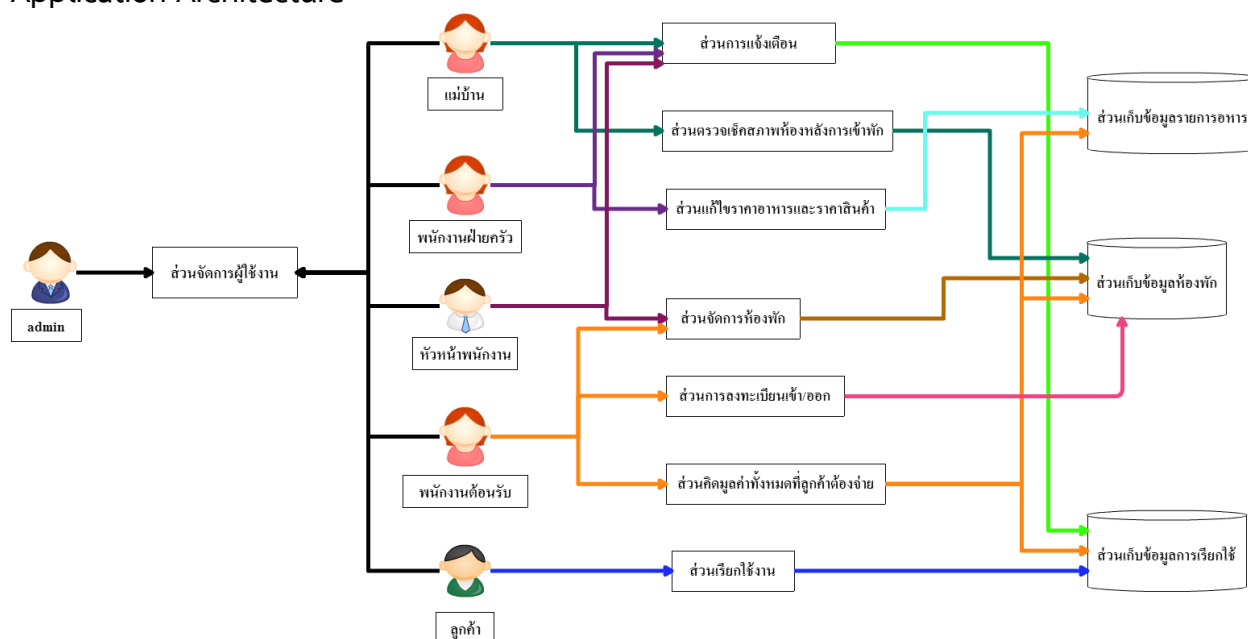 Application Architecture
ส่วนการแจ้งเตือน
แม่บ้าน
ส่วนเก็บข้อมูลรายการอาหาร
ส่วนตรวจเช็คสภาพห้องหลังการเข้าพัก
ส่วนแก้ไขราคาอาหารและราคาสินค้า
พนักงานฝ่ายครัว
ส่วนจัดการผู้ใช้งาน
ส่วนเก็บข้อมูลห้องพัก
admin
ส่วนจัดการห้องพัก
หัวหน้าพนักงาน
ส่วนการลงทะเบียนเข้า/ออก
ส่วนคิดมูลค่าทั้งหมดที่ลูกค้าต้องจ่าย
พนักงานต้อนรับ
ส่วนเก็บข้อมูลการเรียกใช้
ส่วนเรียกใช้งาน
ลูกค้า